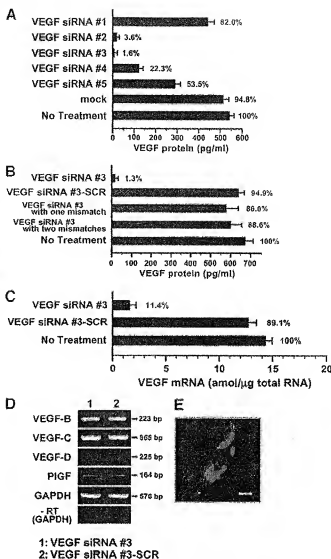 A
VEGF siRNA #1
82.0%
VEGF siRNA #2
3.6%
VEGF siRNA #3
1.6%
VEGF siRNA #4
22.3%
VEGF siRNA #5
53.5%
mock
94.8%
No Treatment
100%
0 100 200 300 400 500 600
VEGF protein (pg/ml)
B
VEGF siRNA #3
1.3%
VEGF siRNA #3-SCR
94.9%
VEGF siRNA #3
with one mismatch
VEGF siRNA #3
with two mismatches
88.6%
No Treatment
100%
0 100 200 300 400 500 600 700
VEGF protein (pg/ml)
C
VEGF siRNA #3
11.4%
VEGF siRNA #3-SCR
89.1%
No Treatment
100%
0 5 10 15 20
VEGF mRNA (amol/μg total RNA)
D
1 2
VEGF-B
223 bp
VEGF-C
VEGF-D
225 bp
PlGF
164 bp
GAPDH
576 bp
- RT
(GAPDH)
E
1: VEGF siRNA #3
2: VEGF siRNA #3-SCR